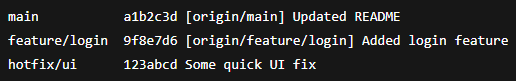 main          a1b2c3d [origin/main] Updated README
feature/login  9f8e7d6 [origin/feature/login] Added login feature
hotfix/ui     123abcd Some quick UI fix